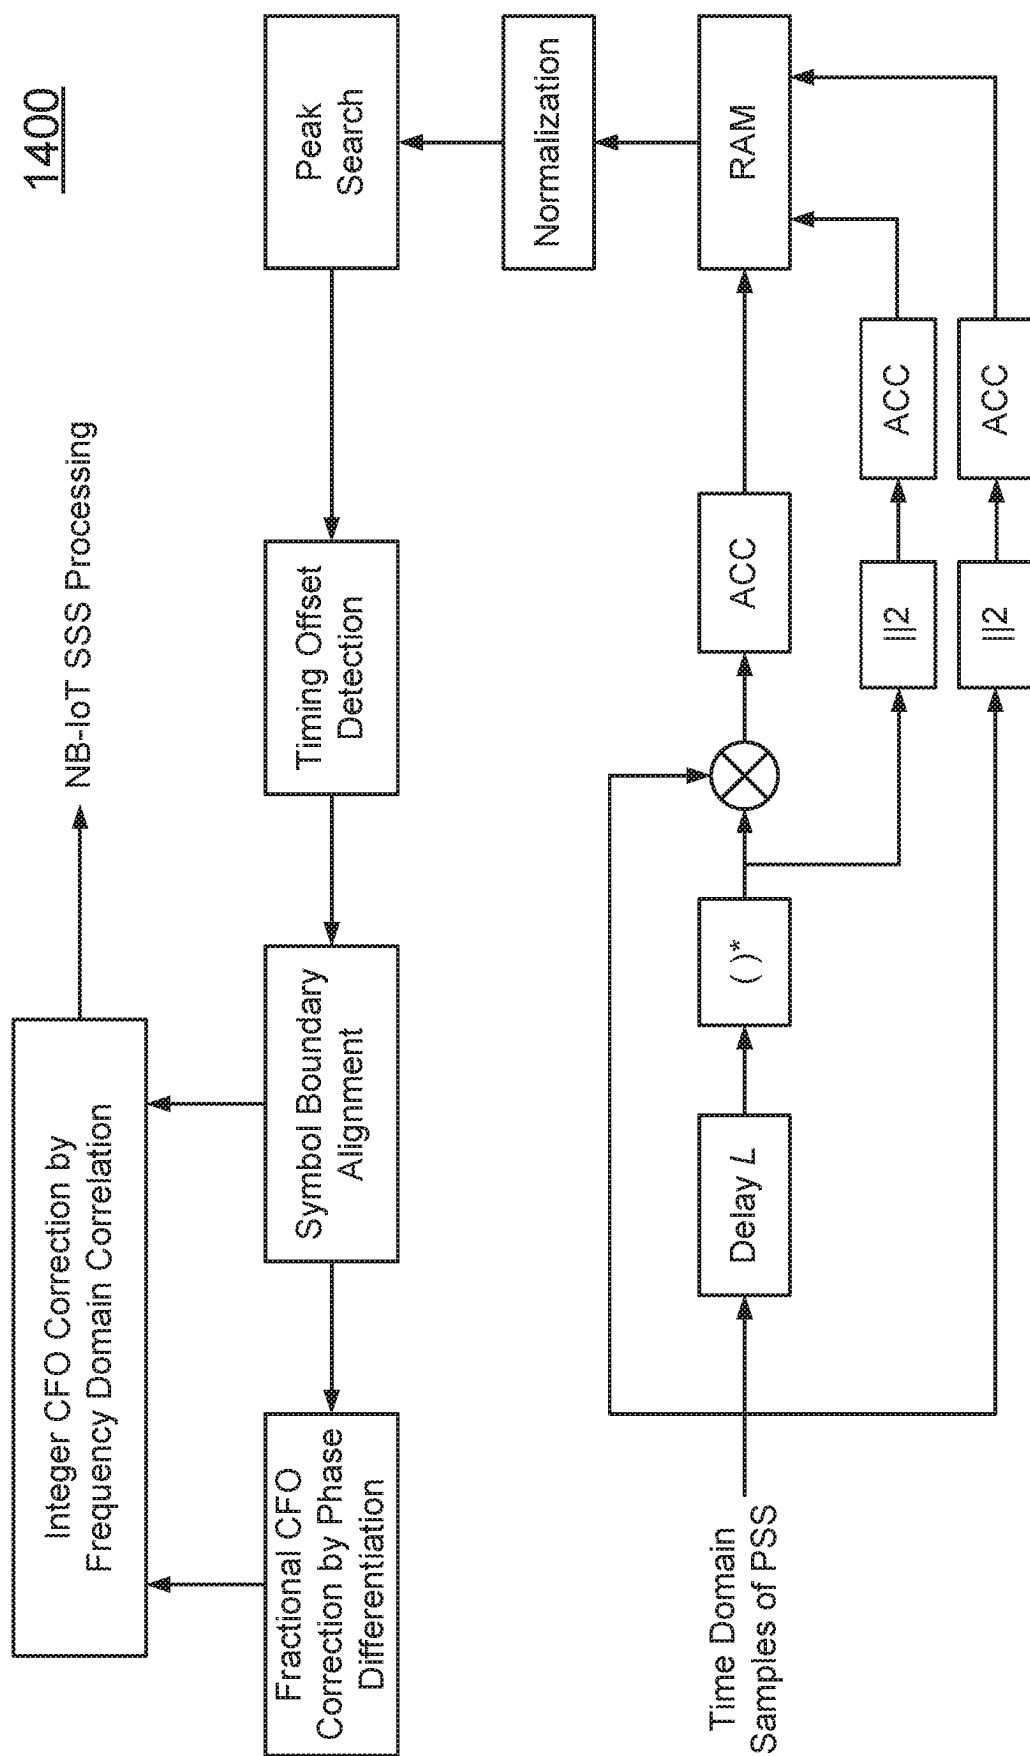 1400
Integer CFO Correction by
Frequency Domain Correlation
NB-IoT SSS Processing
Fractional CFO
Correction by Phase
Differentiation
Symbol Boundary
Alignment
Timing Offset
Detection
Peak
Search
Normalization
Time Domain
Samples of PSS
Delay L
( )*
ACC
RAM
||2
ACC
||2
ACC